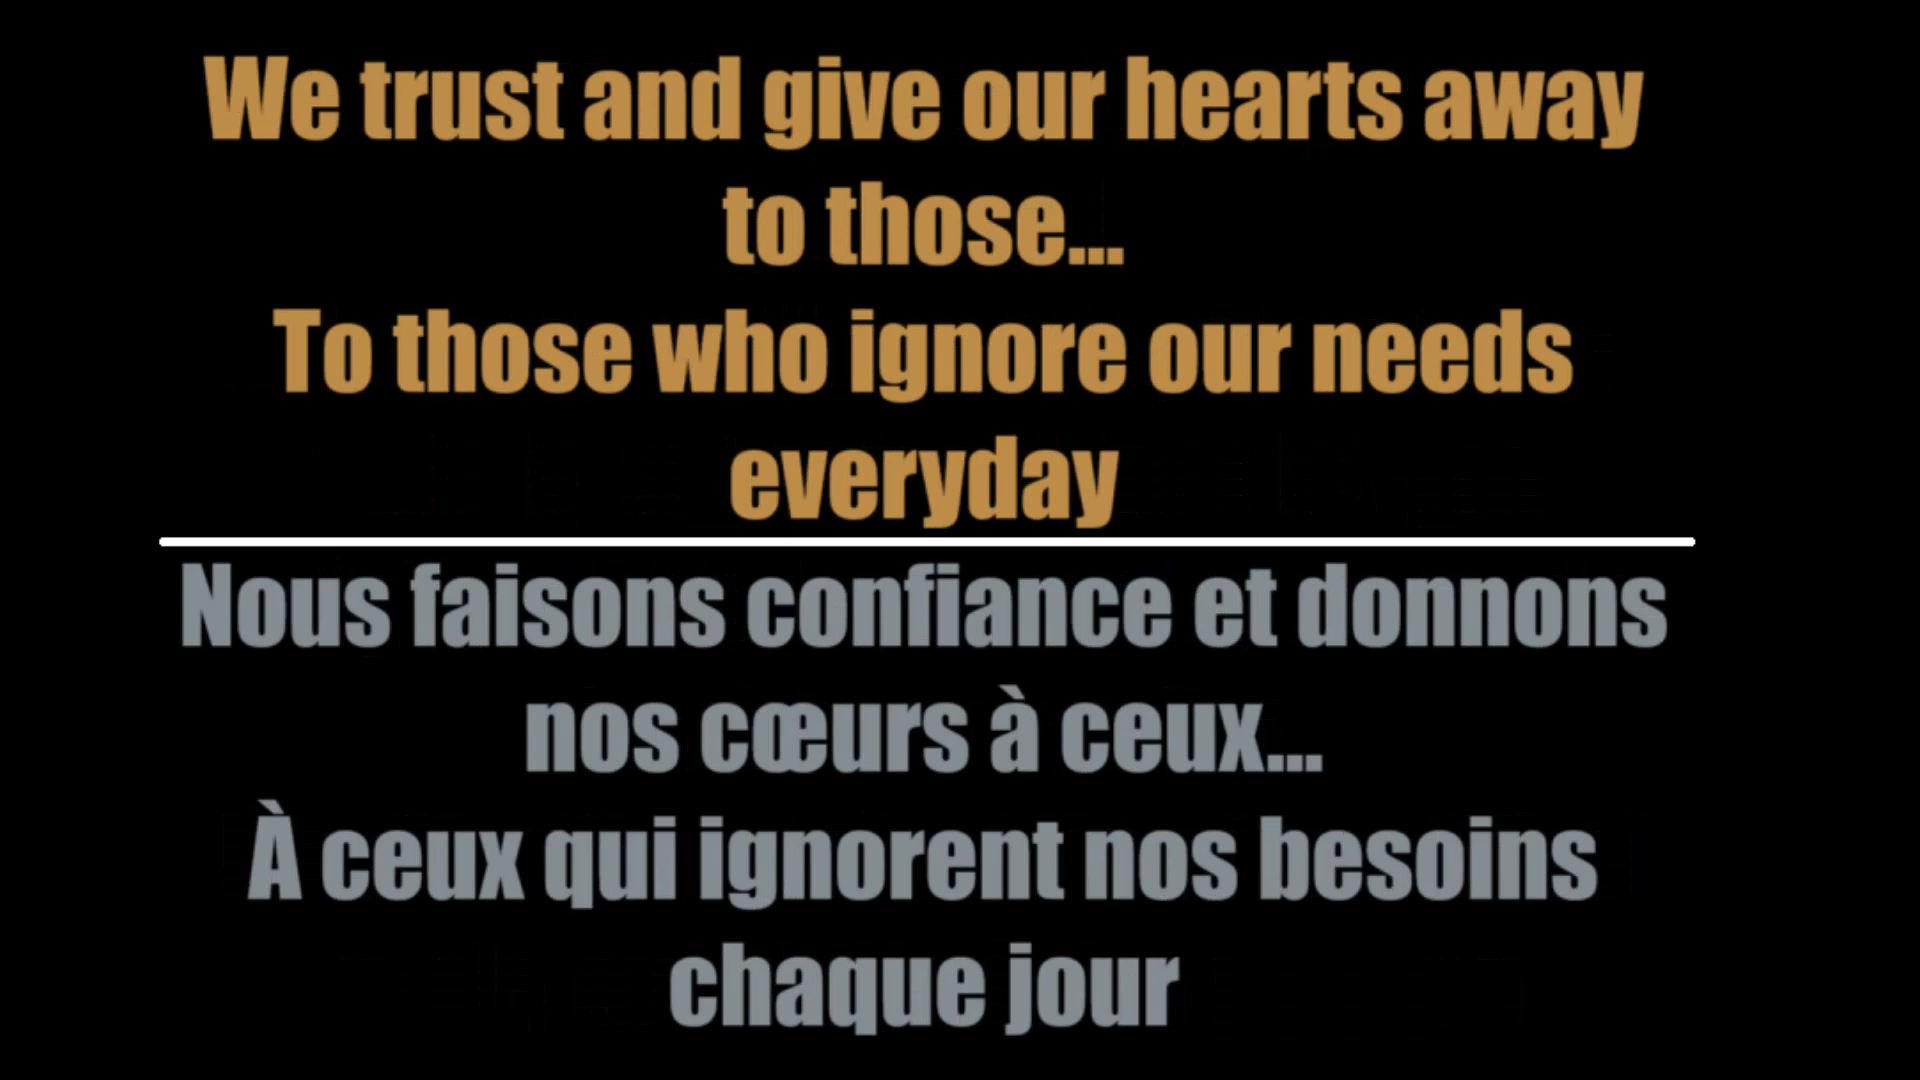 We trust and give our hearts away
to those...
To those who ignore our needs
everyday
Nous faisons confiance et donnons
nos cœurs à ceux...
À ceux qui ignorent nos besoins
chaque jour